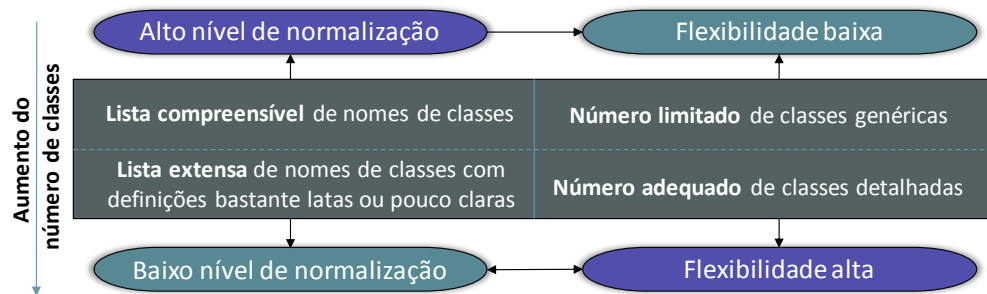 Alto nível de normalização
Flexibilidade baixa
Aumento do
número de classes
Lista compreensível de nomes de classes
Número limitado de classes genéricas
Lista extensa de nomes de classes com
definições bastante latas ou pouco claras
Número adequado de classes detalhadas
Baixo nível de normalização
Flexibilidade alta